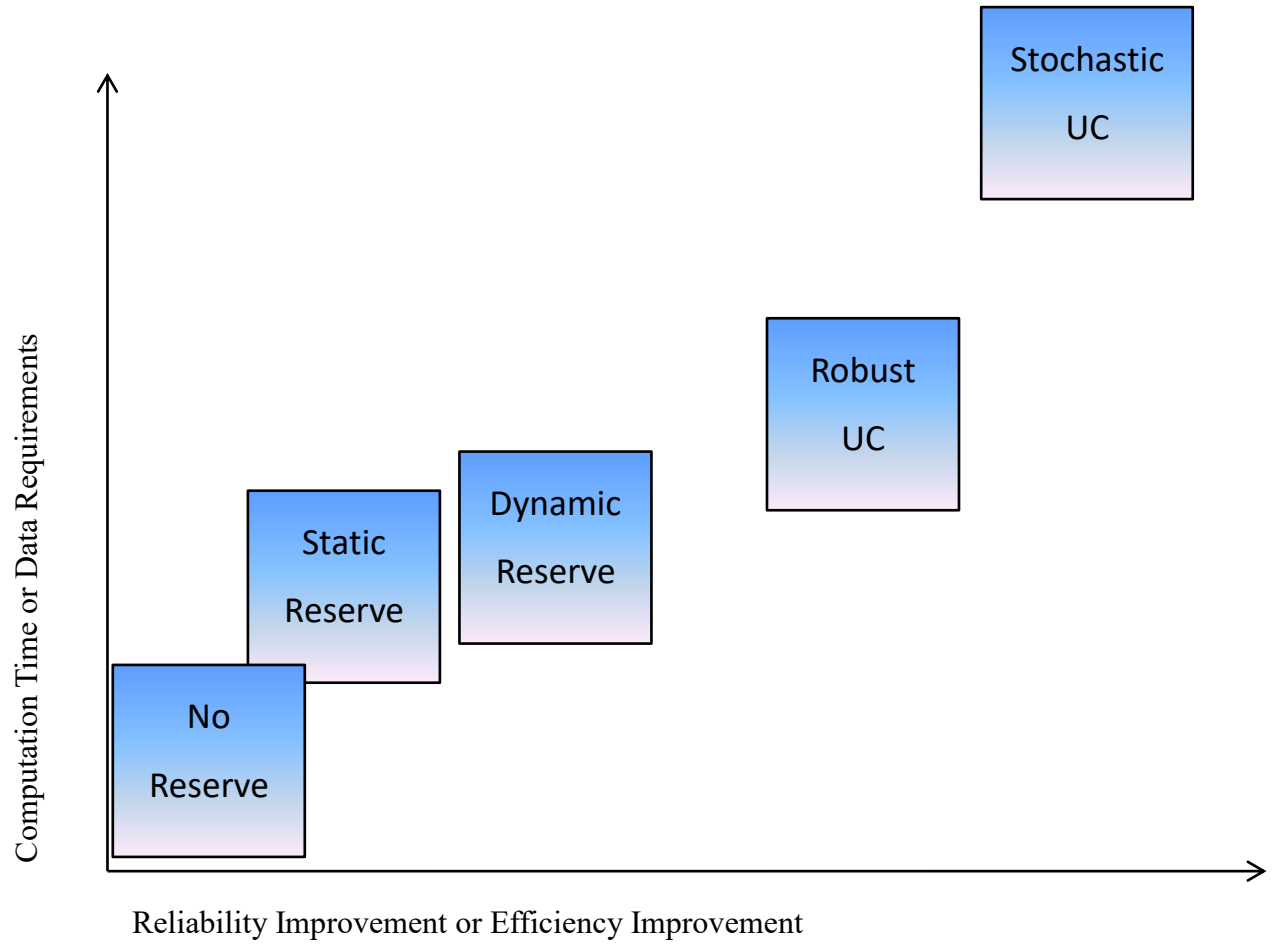 Stochastic
UC
Robust
UC
Dynamic
Reserve
Static
Reserve
No
Reserve
Computation Time or Data Requirements
Reliability Improvement or Efficiency Improvement